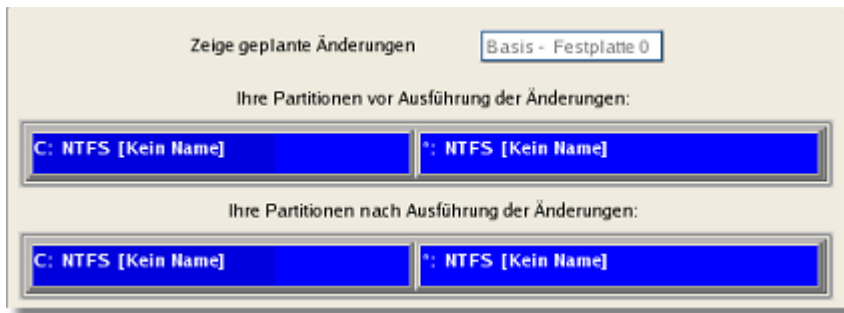 Zeige geplante Änderungen Basis - Festplatte 0
Ihre Partitionen vor Ausführung der Änderungen:
C: NTFS [Kein Name] *: NTFS [Kein Name]
Ihre Partitionen nach Ausführung der Änderungen:
C: NTFS [Kein Name] *: NTFS [Kein Name]